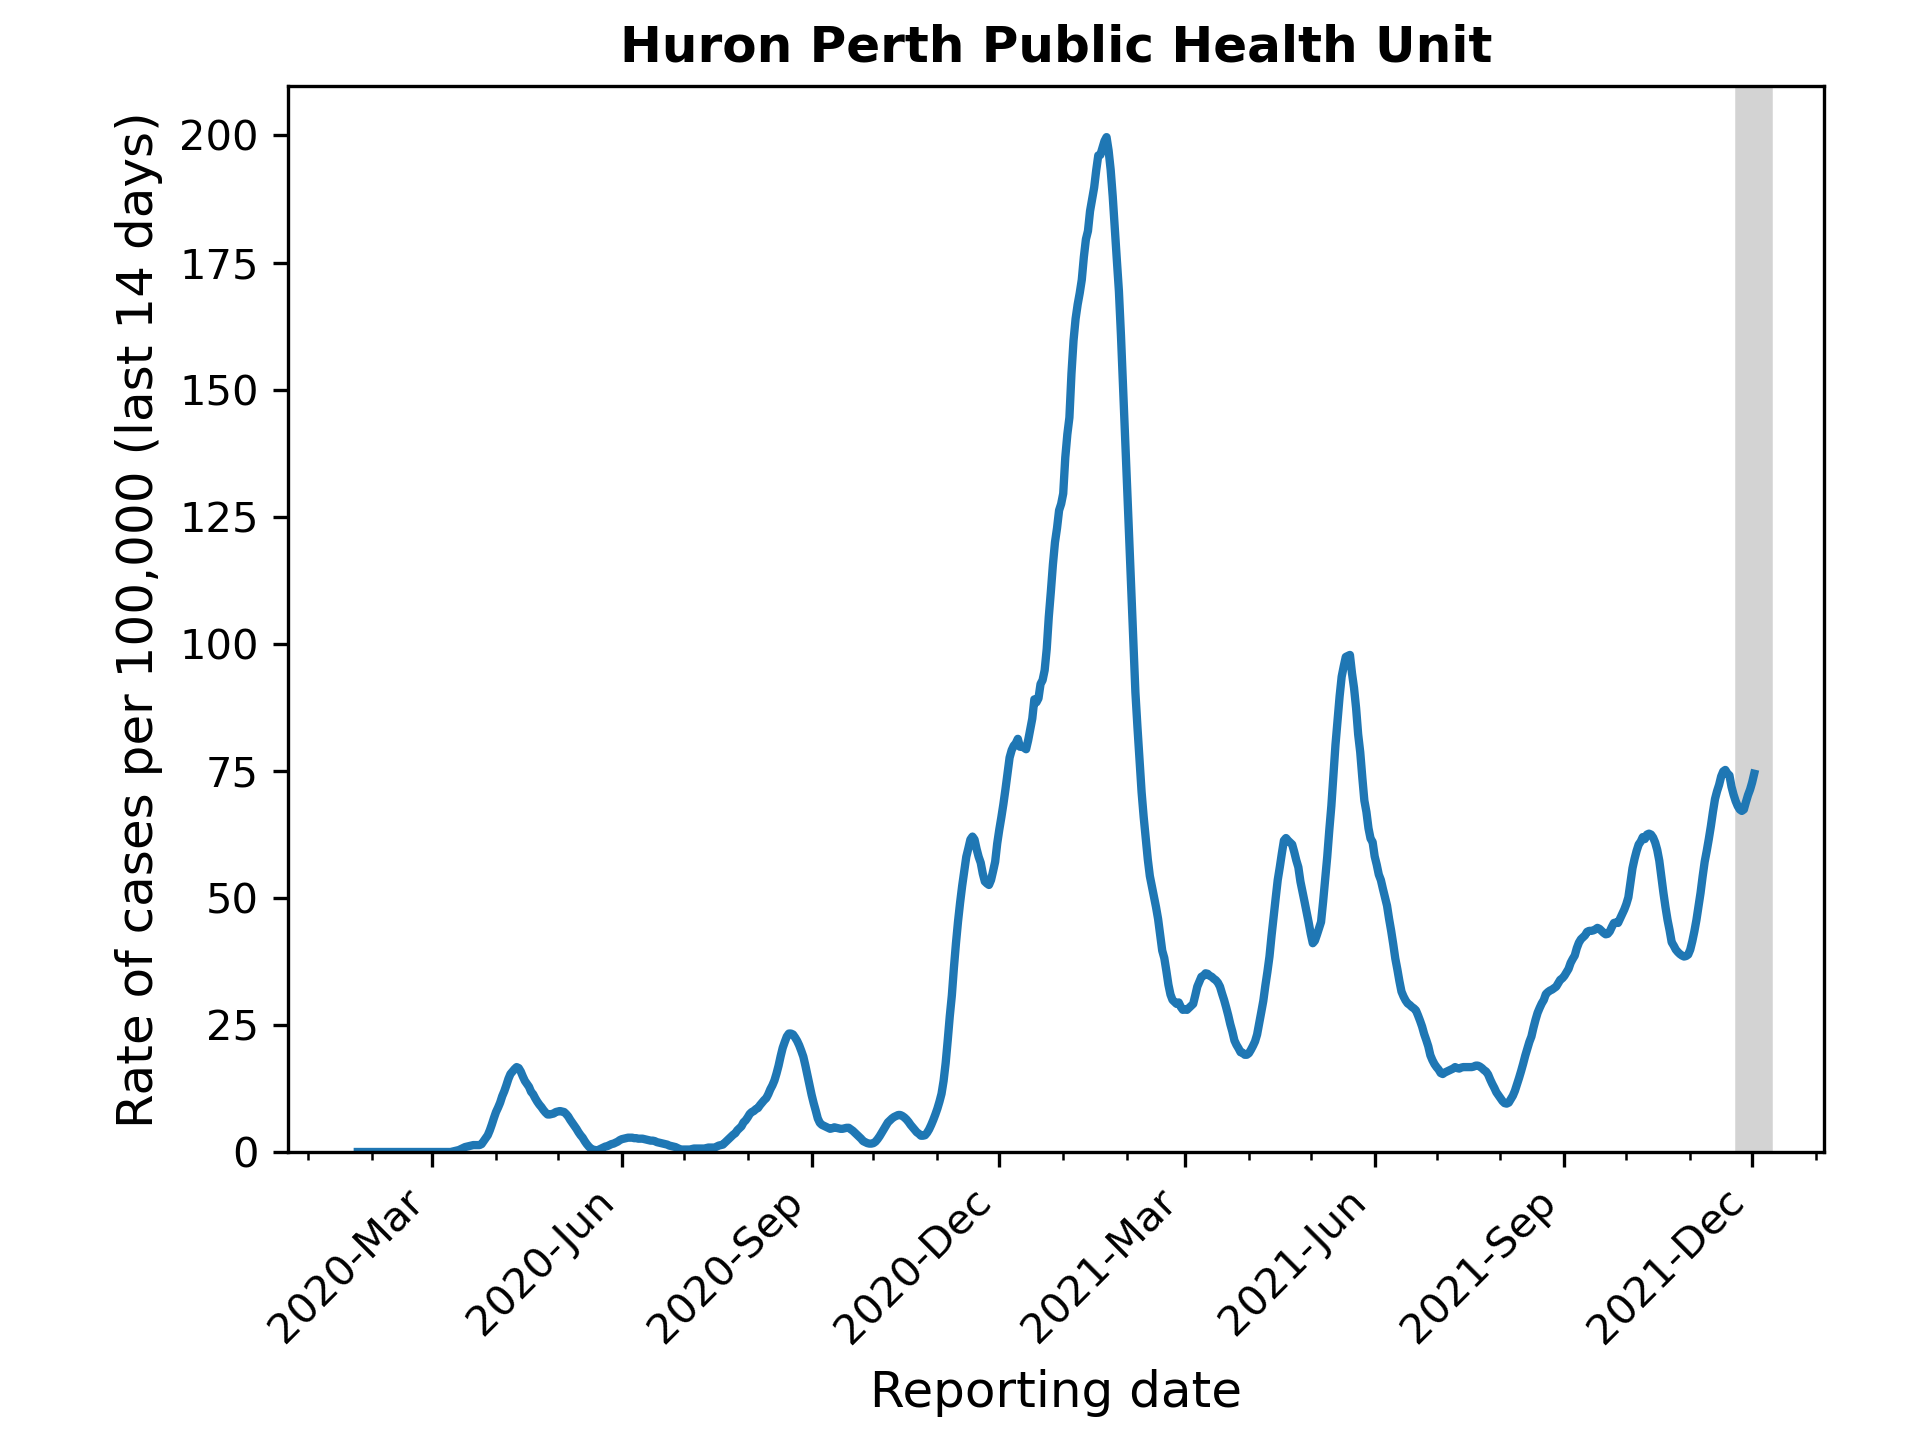 Huron Perth Public Health Unit
Rate of cases per 100,000 (last 14 days)
200
175
150
125
100
75
50
25
0
2020-Mar
2020-Jun
2020-Sep
2020-Dec
2021-Mar
2021-Jun
2021-Sep
2021-Dec
Reporting date